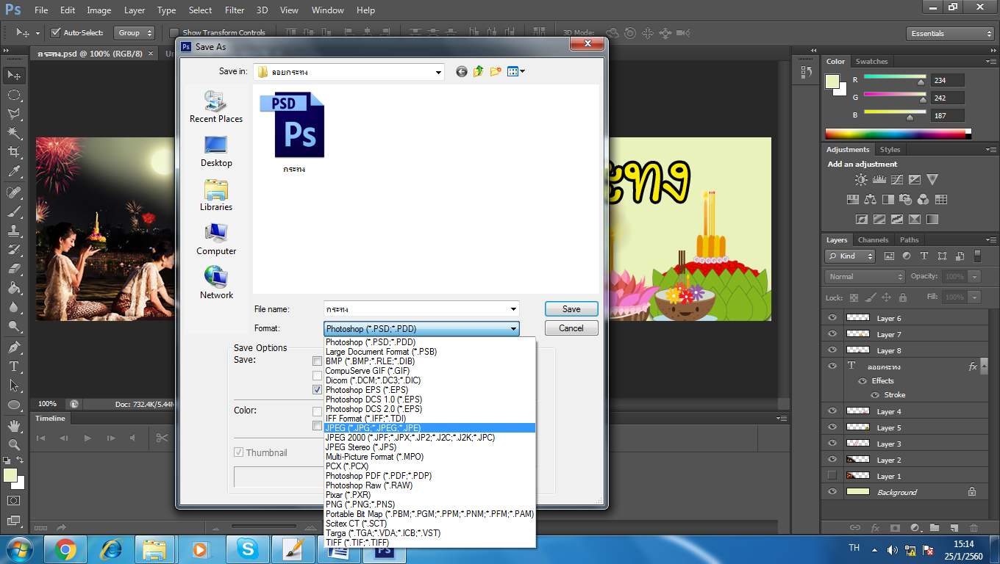 Ps File Edit Image Layer Type Select Filter 3D View Window Help
Auto-Select: Group Show Transform Controls 3D Mode: Essentials
กระทง.psd @ 100% (RGB/8) × Un
Save As
Save in: ลอยกระทง
Recent Places
Desktop
Libraries
Computer
Network
PSD
Ps
กระทง
File name: กระทง Save
Format: Photoshop (*.PSD;*.PDD) Cancel
Save Options
Save:
Color:
Thumbnail
Photoshop (*.PSD;*.PDD)
Large Document Format (*.PSB)
BMP (*.BMP;*.RLE;*.DIB)
CompuServe GIF (*.GIF)
Dicom (*.DCM;*.DC3;*.DIC)
Photoshop EPS (*.EPS)
Photoshop DCS 1.0 (*.EPS)
Photoshop DCS 2.0 (*.EPS)
IFF Format (*.IFF;*.TDI)
JPEG (*.JPG;*.JPEG;*.JPE)
JPEG 2000 (*.JPF;*.JPX;*.JP2;*.J2C;*.J2K;*.JPC)
JPEG Stereo (*.JPS)
Multi-Picture Format (*.MPO)
PCX (*.PCX)
Photoshop PDF (*.PDF;*.PDP)
Photoshop Raw (*.RAW)
Pixar (*.PXR)
PNG (*.PNG;*.PNS)
Portable Bit Map (*.PBM;*.PGM;*.PPM;*.PNM;*.PFM;*.PAM)
Scitex CT (*.SCT)
Targa (*.TGA;*.VDA;*.ICB;*.VST)
TIFF (*.TIF;*.TIFF)
ะทง
100% Doc: 732.4K/5.44M
Timeline
Color Swatches
R 234
G 242
B 187
Adjustments Styles
Add an adjustment
Layers Channels Paths
Kind
Normal Opacity: 100%
Lock: Fill: 100%
Layer 6
Layer 7
Layer 8
T ลอยกระทง fx
Effects
Stroke
Layer 4
Layer 5
Layer 3
Layer 2
Layer 1
Background
TH 15:14
25/1/2560